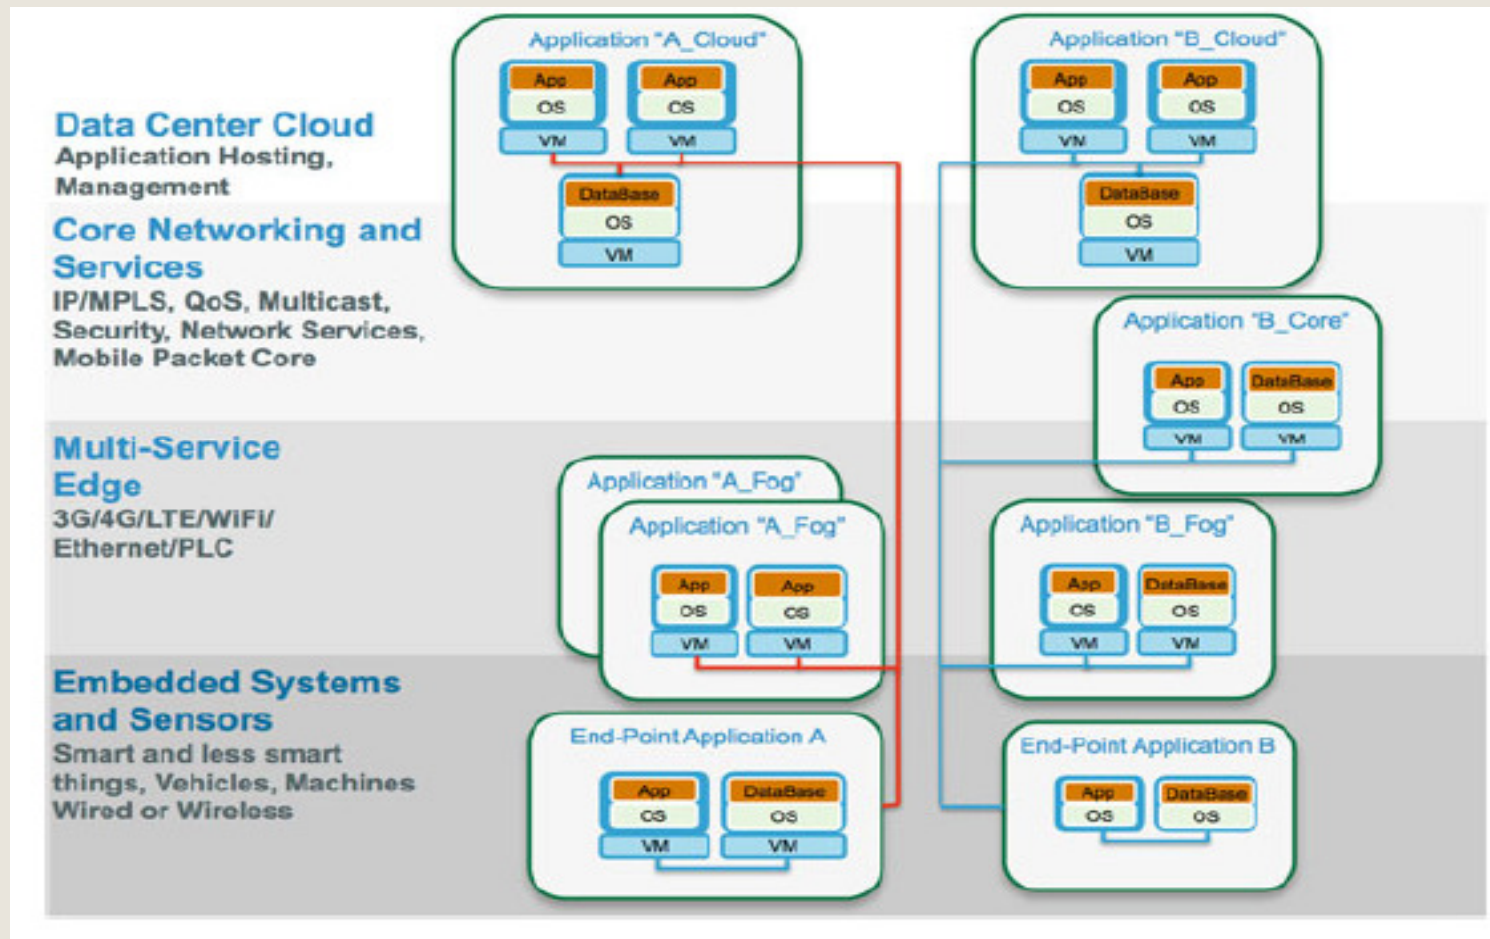 Data Center Cloud
Application Hosting,
Management
Core Networking and
Services
IP/MPLS, QoS, Multicast,
Security, Network Services,
Mobile Packet Core
Multi-Service
Edge
3G/4G/LTE/WiFi/
Ethernet/PLC
Embedded Systems
and Sensors
Smart and less smart
things, Vehicles, Machines
Wired or Wireless
Application "A_Cloud"
App App
OS OS
VM VM
DataBase
OS
VM
Application "B_Cloud"
App App
OS OS
VM VM
DataBase
OS
VM
Application "B_Core"
App DataBase
OS OS
VM VM
Application "A_Fog"
Application "A_Fog"
App App
OS OS
VM VM
Application "B_Fog"
App DataBase
OS OS
VM VM
End-Point Application A
App DataBase
OS OS
VM VM
End-Point Application B
App DataBase
OS OS